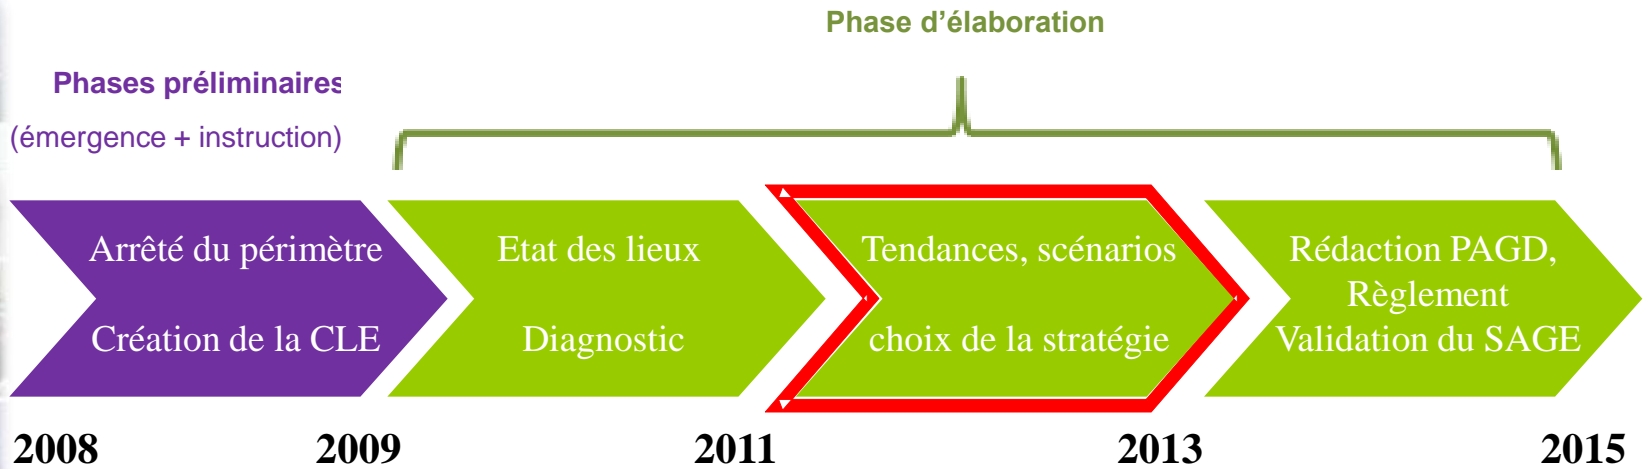 Phase d’élaboration
Phases préliminaires
(émergence + instruction)
Arrêté du périmètre
Création de la CLE
Etat des lieux
Diagnostic
Tendances, scénarios
choix de la stratégie
Rédaction PAGD,
Règlement
Validation du SAGE
2008
2009
2011
2013
2015